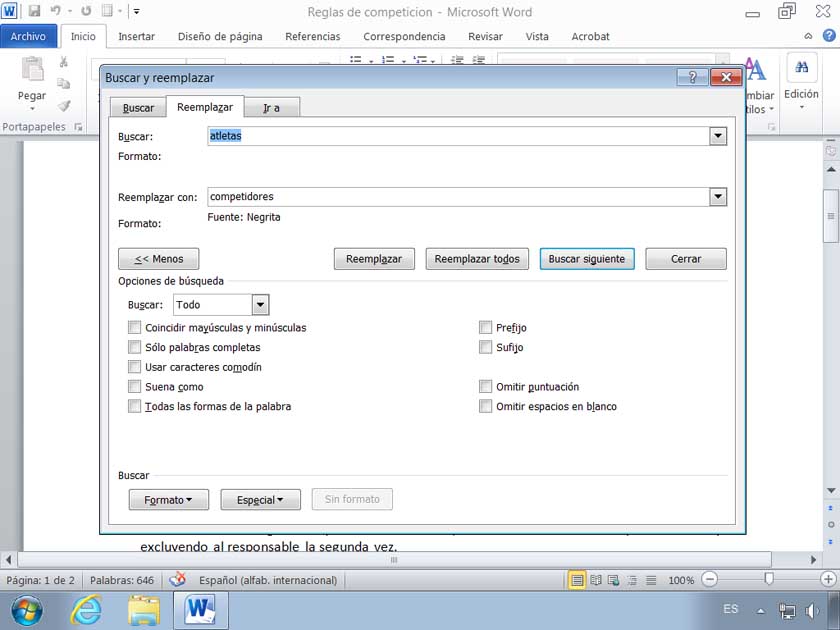 Reglas de competicion - Microsoft Word
Archivo Inicio Insertar Diseño de página Referencias Correspondencia Revisar Vista Acrobat
Pegar
Edición
Portapapeles
Buscar y reemplazar
Buscar Reemplazar Ir a
Buscar: atletas
Formato:
Reemplazar con: competidores
Formato: Fuente: Negrita
<< Menos Reemplazar Reemplazar todos Buscar siguiente Cerrar
Opciones de búsqueda
Buscar: Todo
Coincidir mayúsculas y minúsculas Prefijo
Sólo palabras completas Sufijo
Usar caracteres comodín
Suena como Omitir puntuación
Todas las formas de la palabra Omitir espacios en blanco
Buscar
Formato Especial Sin formato
excluyendo al responsable la segunda vez.
Página: 1 de 2 Palabras: 646 Español (alfab. internacional) 100%
ES